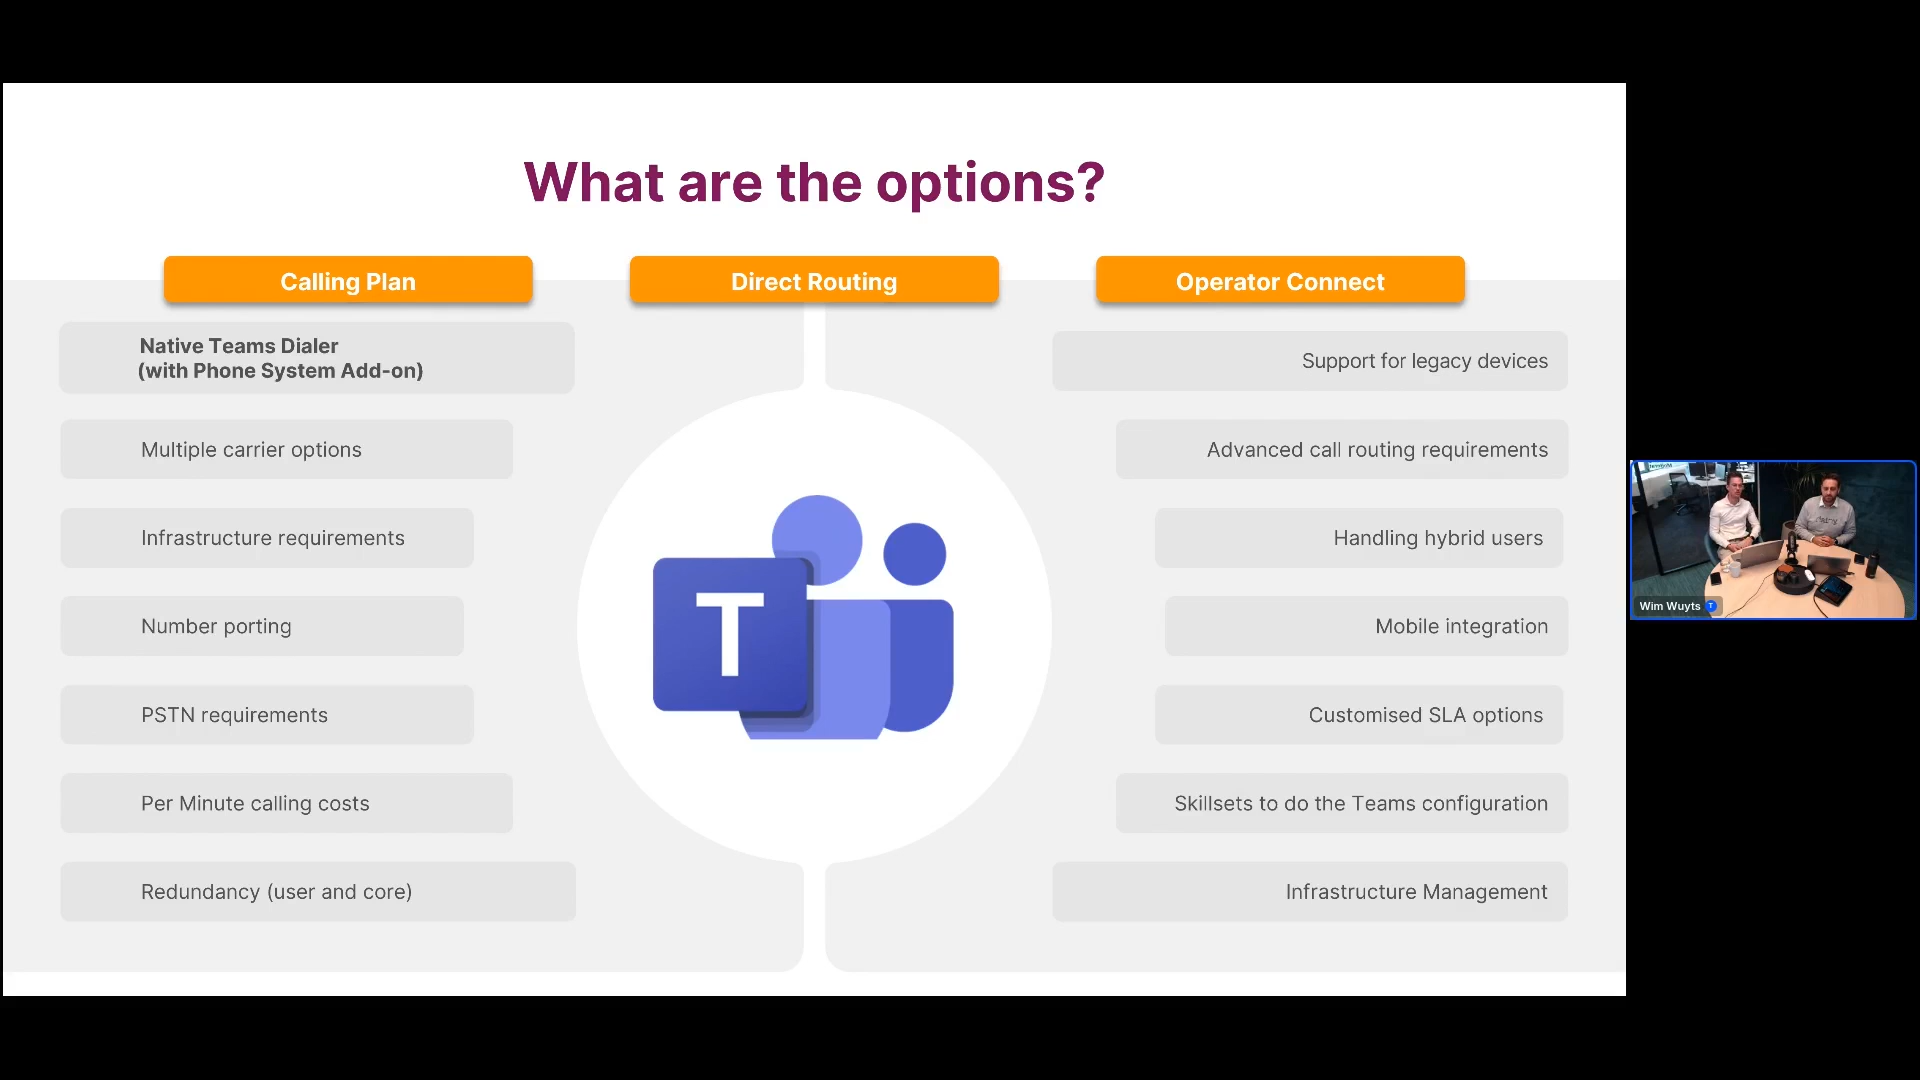 What are the options?
Calling Plan
Direct Routing
Operator Connect
Native Teams Dialer
(with Phone System Add-on)
Multiple carrier options
Infrastructure requirements
Number porting
PSTN requirements
Per Minute calling costs
Redundancy (user and core)
T
Support for legacy devices
Advanced call routing requirements
Handling hybrid users
Mobile integration
Customised SLA options
Skillsets to do the Teams configuration
Infrastructure Management
Wim Wuyts